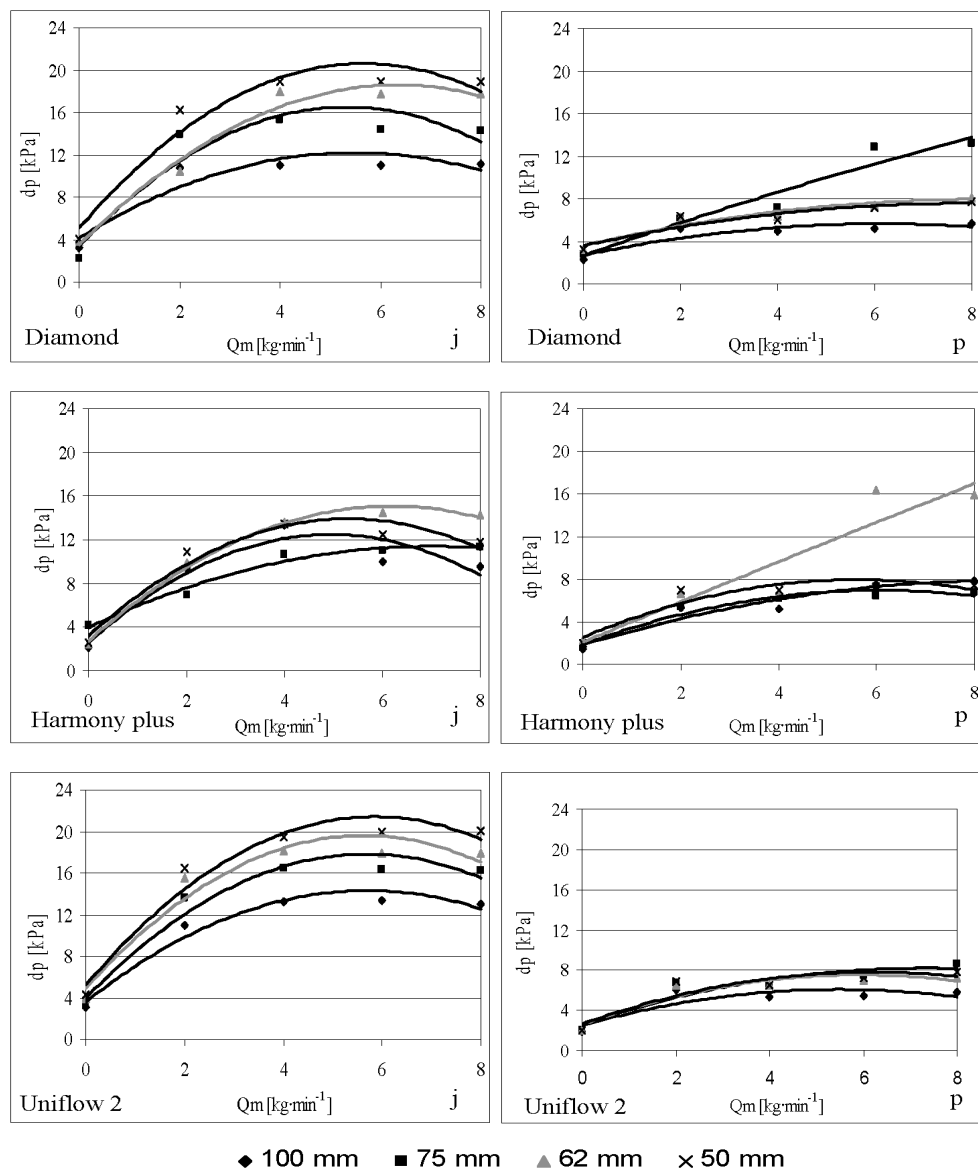 24
20
16
12
8
4
0
dp [kPa]
0 2 4 6 8
Diamond Qm [kg·min-1] j
24
20
16
12
8
4
0
dp [kPa]
0 2 4 6 8
Diamond Qm [kg·min-1] p
24
20
16
12
8
4
0
dp [kPa]
0 2 4 6 8
Harmony plus Qm [kg·min-1] j
24
20
16
12
8
4
0
dp [kPa]
0 2 4 6 8
Harmony plus Qm [kg·min-1] p
24
20
16
12
8
4
0
dp [kPa]
0 2 4 6 8
Uniflow 2 Qm [kg·min-1] j
24
20
16
12
8
4
0
dp [kPa]
0 2 4 6 8
Uniflow 2 Qm [kg·min-1] p
100 mm 75 mm 62 mm 50 mm